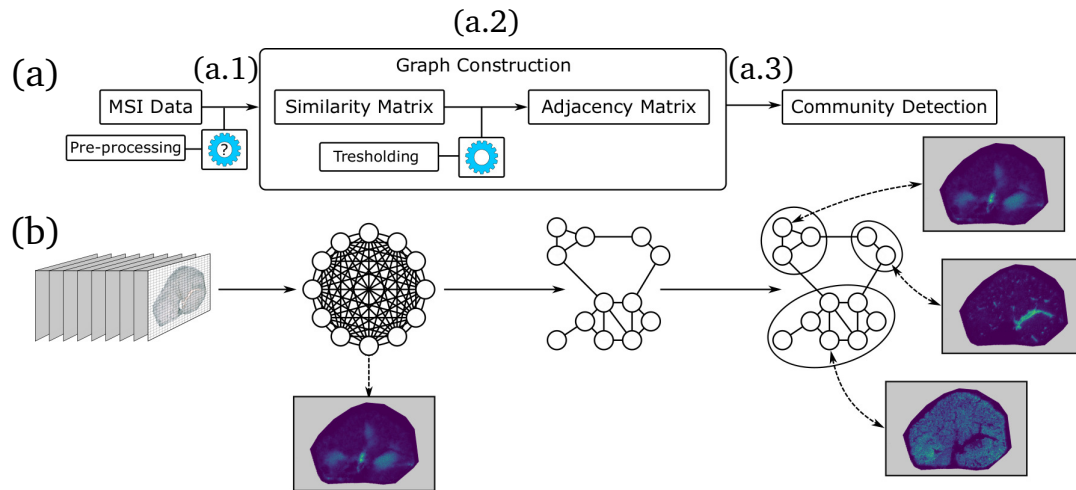 (a.2)
(a)
(a.1)
Graph Construction
(a.3)
MSI Data
Similarity Matrix
Adjacency Matrix
Community Detection
Pre-processing
?
Tresholding
(b)